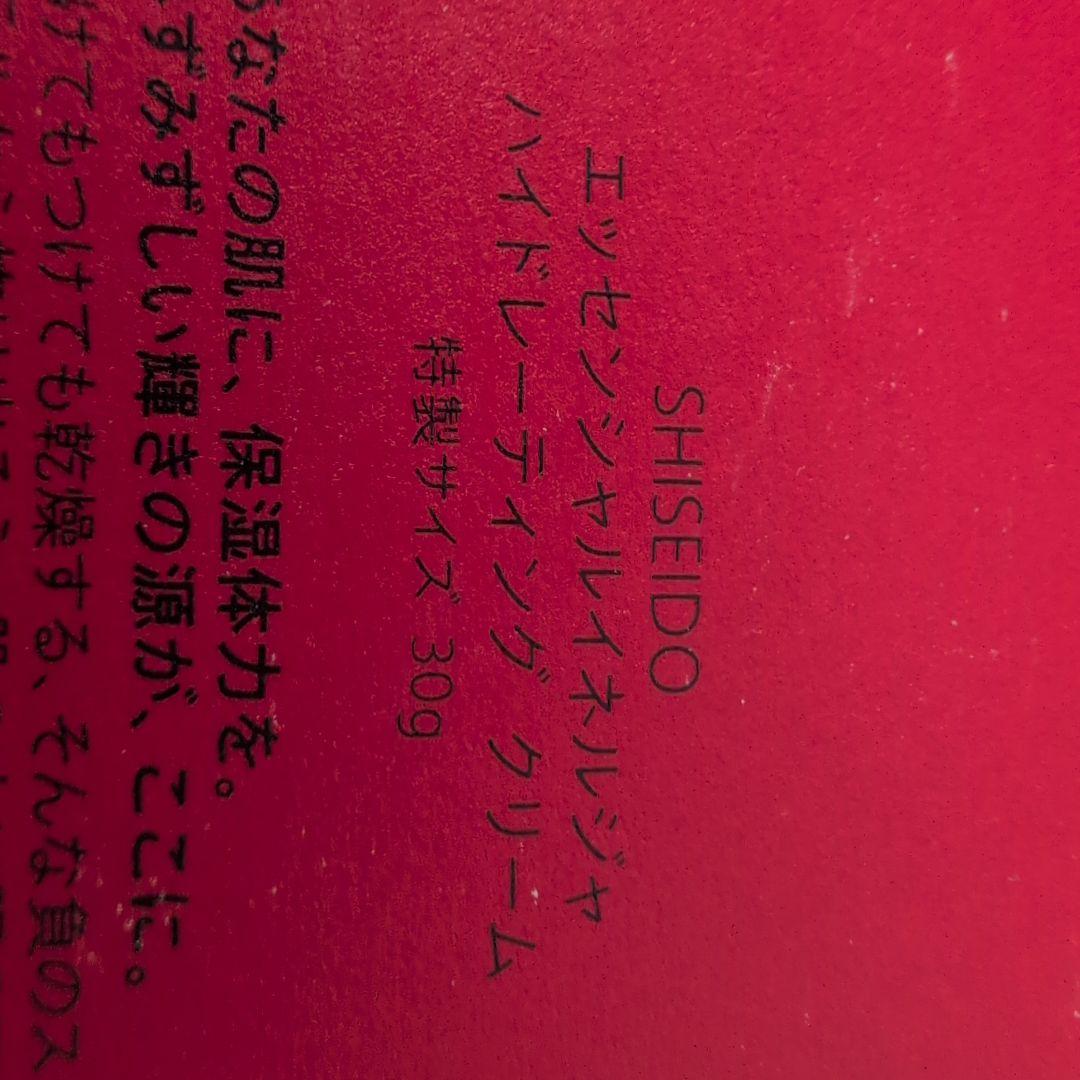 SHISEIDO
エッセンシャルイネルジャ
ハイドレーティング クリーム
特製サイズ 30g
なたの肌に、保湿体力を。
ずみずしい輝きの源が、ここに。
けてもつけても乾燥する、そんな負のス